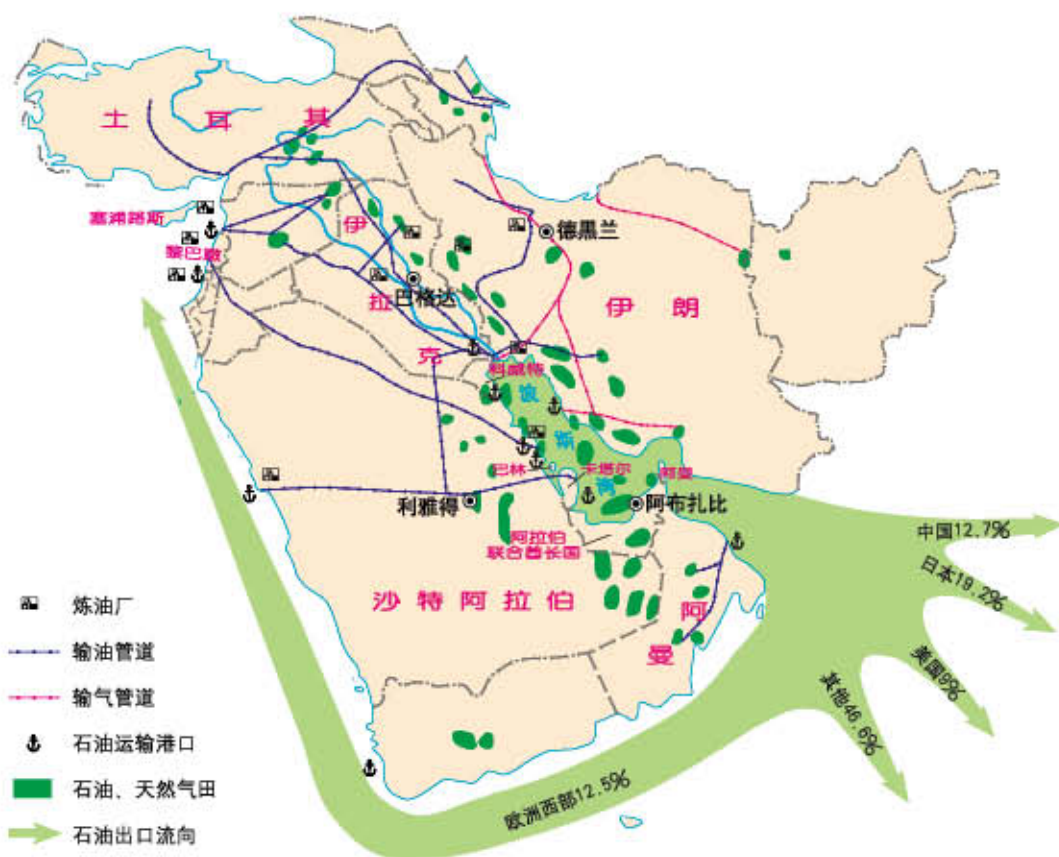 土耳其
塞浦路斯
黎巴嫩
伊拉克
巴格达
德黑兰
伊朗
科威特
波斯湾
巴林
卡塔尔
阿曼
利雅得
阿布扎比
阿拉伯
联合酋长国
沙特阿拉伯
阿曼
中国12.7%
日本19.2%
美国9%
其他46.6%
欧洲西部12.5%
炼油厂
输油管道
输气管道
石油运输港口
石油、天然气田
石油出口流向